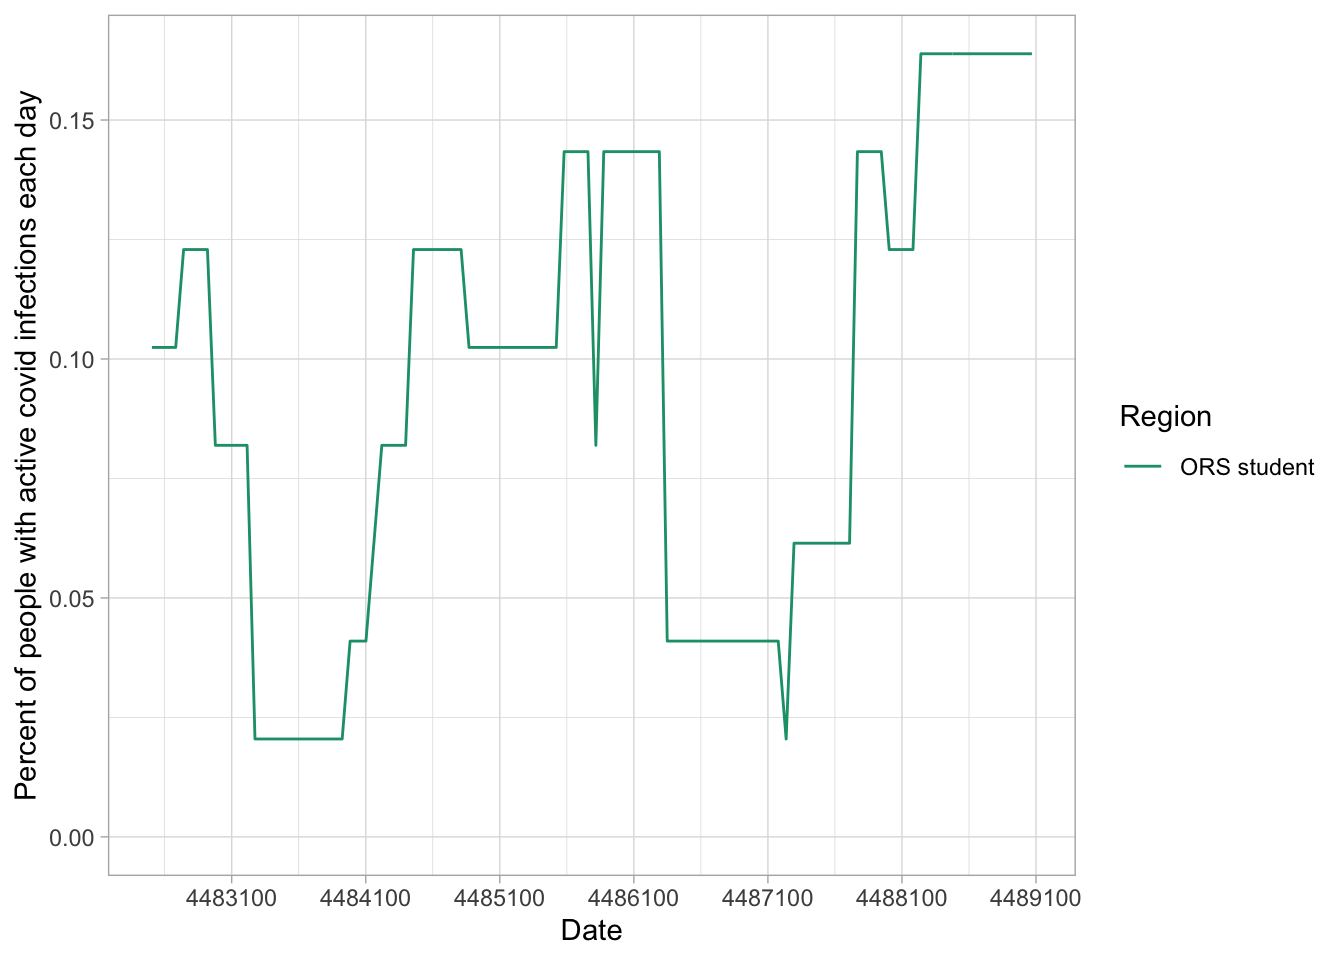 Percent of people with active covid infections each day
0.15
0.10
0.05
0.00
4483100 4484100 4485100 4486100 4487100 4488100 4489100
Date
Region
ORS student